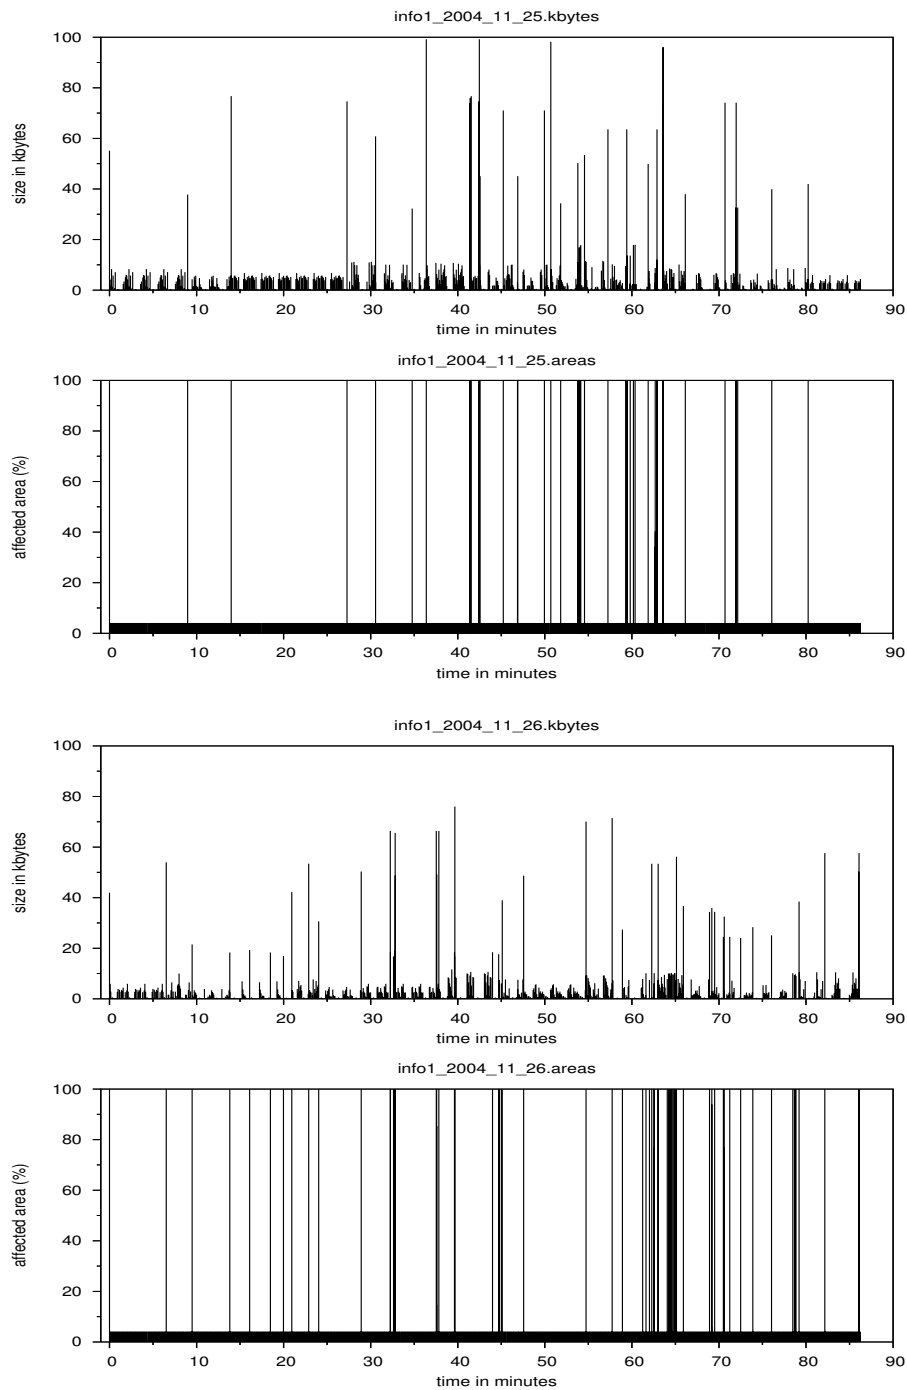 info1_2004_11_25.kbytes
100
80
60
40
20
0
size in kbytes
0 10 20 30 40 50 60 70 80 90
time in minutes
info1_2004_11_25.areas
100
80
60
40
20
0
affected area (%)
0 10 20 30 40 50 60 70 80 90
time in minutes
info1_2004_11_26.kbytes
100
80
60
40
20
0
size in kbytes
0 10 20 30 40 50 60 70 80 90
time in minutes
info1_2004_11_26.areas
100
80
60
40
20
0
affected area (%)
0 10 20 30 40 50 60 70 80 90
time in minutes